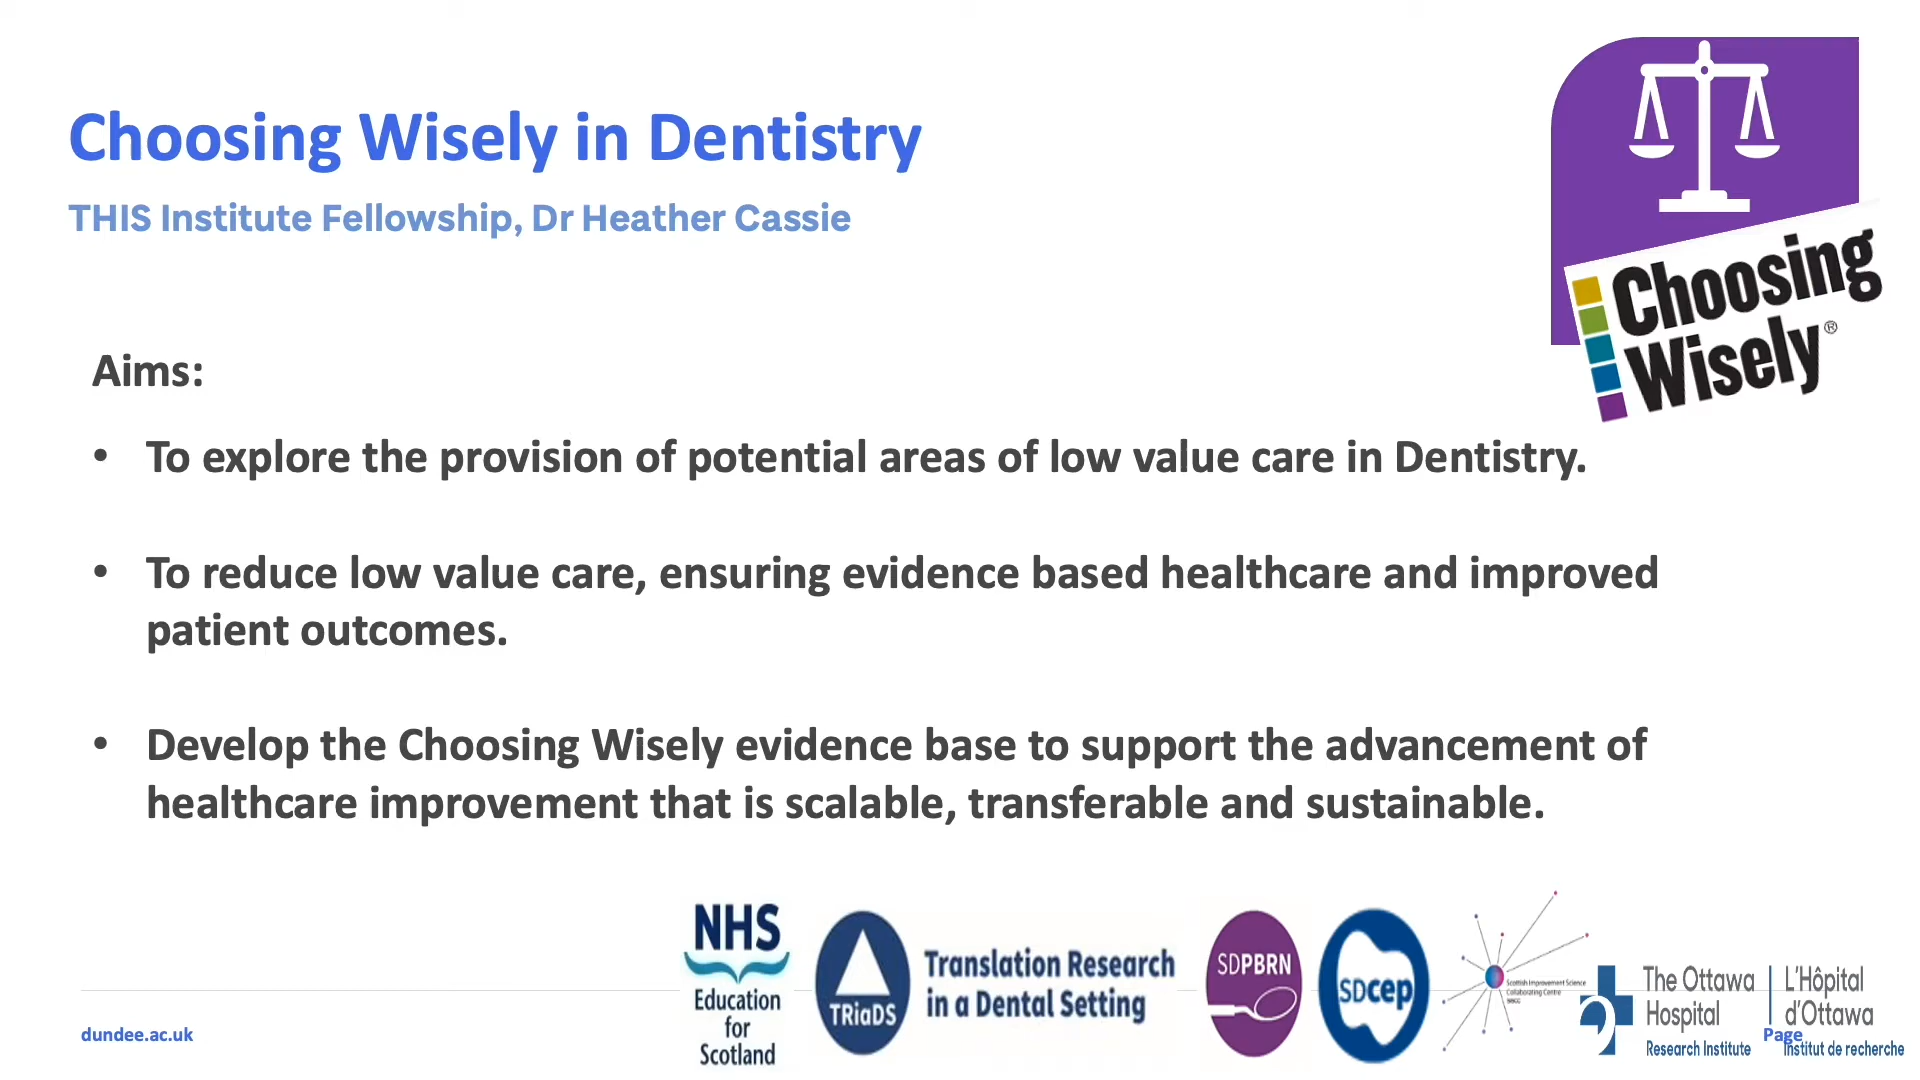 Choosing Wisely in Dentistry
THIS Institute Fellowship, Dr Heather Cassie
Choosing
Wisely®
Aims:
• To explore the provision of potential areas of low value care in Dentistry.
• To reduce low value care, ensuring evidence based healthcare and improved
patient outcomes.
• Develop the Choosing Wisely evidence base to support the advancement of
healthcare improvement that is scalable, transferable and sustainable.
dundee.ac.uk
NHS
Education
for
Scotland
TRiaDS
Translation Research
in a Dental Setting
SDPBRN
SDcep
Scottish Improvement Science
Collaborating Centre
SISCC
The Ottawa
Hospital
Research Institute
L'Hôpital
d'Ottawa
Institut de recherche
Page